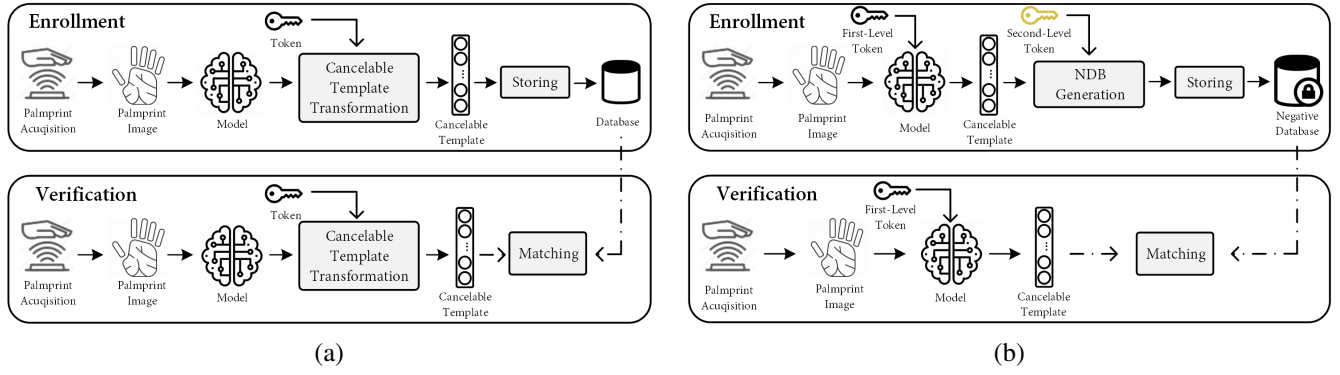 Enrollment
Token
Cancelable
Template
Transformation
Storing
Palmprint
Acuqisition
Palmprint
Image
Model
Cancelable
Template
Database
Verification
Token
Cancelable
Template
Transformation
Matching
Palmprint
Acuqisition
Palmprint
Image
Model
Cancelable
Template
(a)
Enrollment
First-Level
Token
Second-Level
Token
NDB
Generation
Storing
Palmprint
Acuqisition
Palmprint
Image
Model
Cancelable
Template
Negative
Database
Verification
First-Level
Token
Matching
Palmprint
Acuqisition
Palmprint
Image
Model
Cancelable
Template
(b)